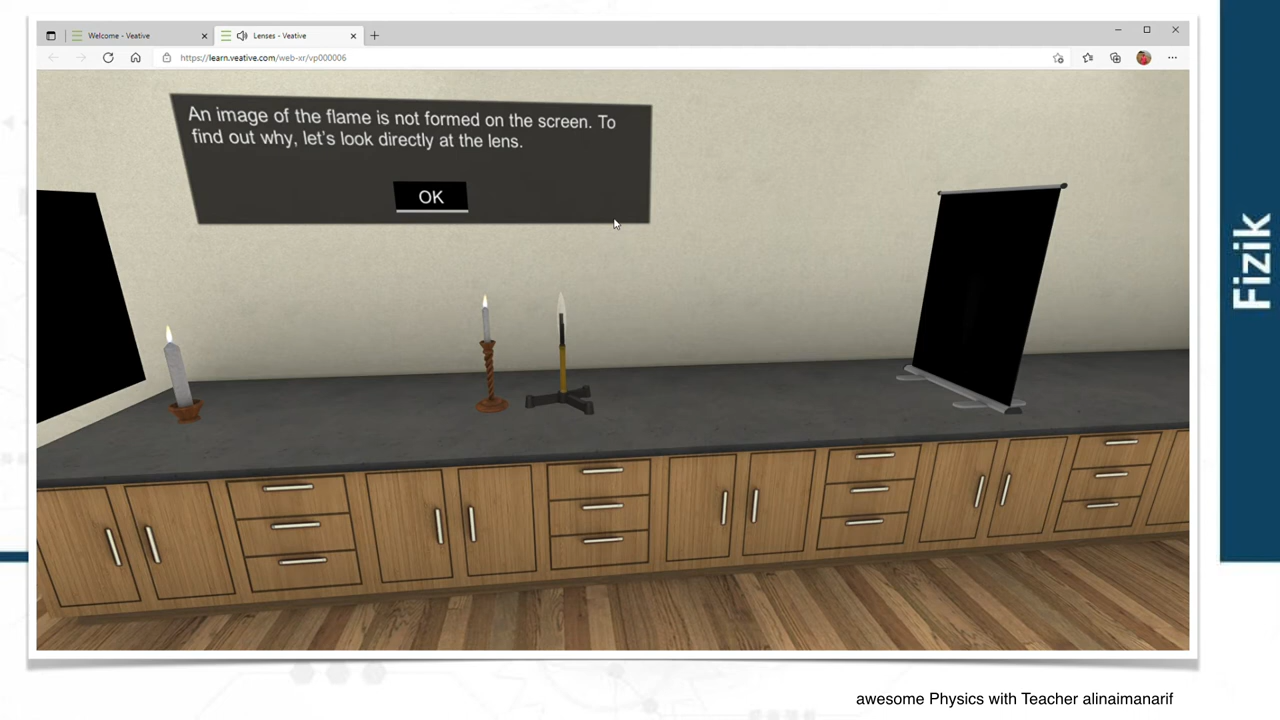 Welcome - Veative
Lenses - Veative
https://learn.veative.com/web-xr/vp000006
An image of the flame is not formed on the screen. To
find out why, let's look directly at the lens.
OK
Fizik
awesome Physics with Teacher alinaimanarif